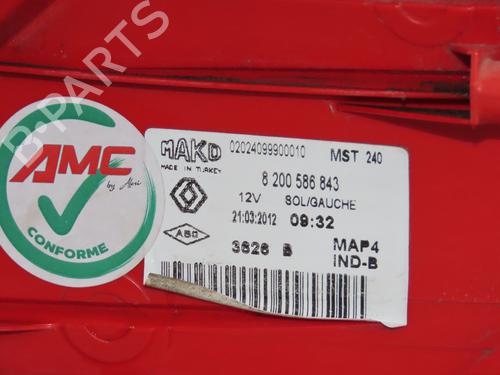 B-PARTS
MAKO 02024099900010 MST 240
MADE IN TURKEY
8 200 586 843
12V SOL/GAUCHE
21:03:2012 09:32
3626 B MAP4
IND-B
AMC
by Aleri
CONFORME